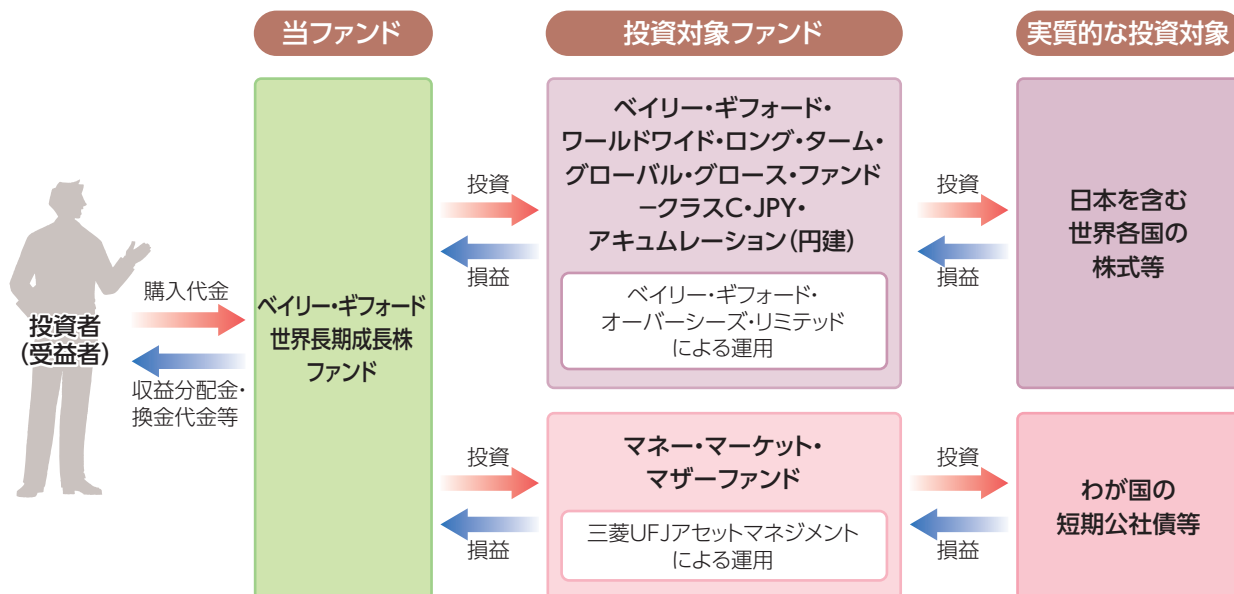 当ファンド
投資対象ファンド
実質的な投資対象
投資者
(受益者)
購入代金
収益分配金・
換金代金等
ベイリー・ギフォード
世界長期成長株
ファンド
投資
損益
ベイリー・ギフォード・
ワールドワイド・ロング・ターム・
グローバル・グロース・ファンド
－クラスC・JPY・
アキュムレーション(円建)
ベイリー・ギフォード・
オーバーシーズ・リミテッド
による運用
投資
損益
日本を含む
世界各国の
株式等
投資
損益
マネー・マーケット・
マザーファンド
三菱UFJアセットマネジメント
による運用
投資
損益
わが国の
短期公社債等